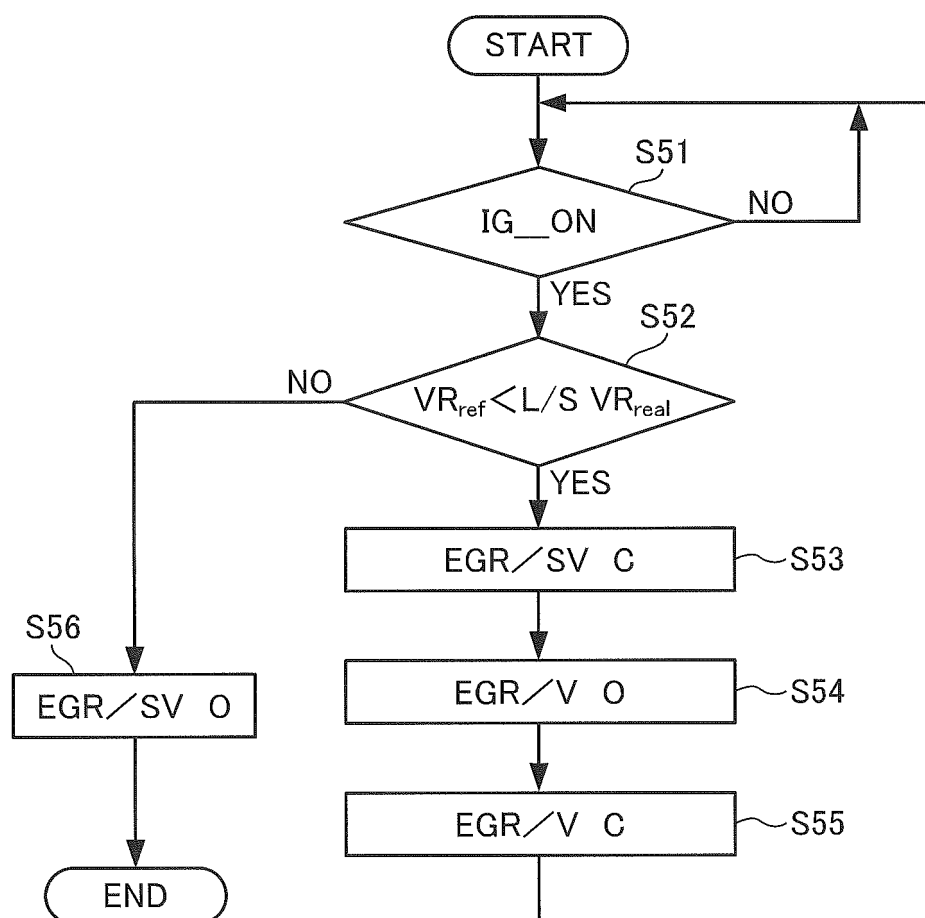 START
S51
IG__ON
NO
YES
S52
NO
VRref<L/S VRreal
YES
EGR/SV C
S53
S56
EGR/SV O
EGR/V O
S54
EGR/V C
S55
END